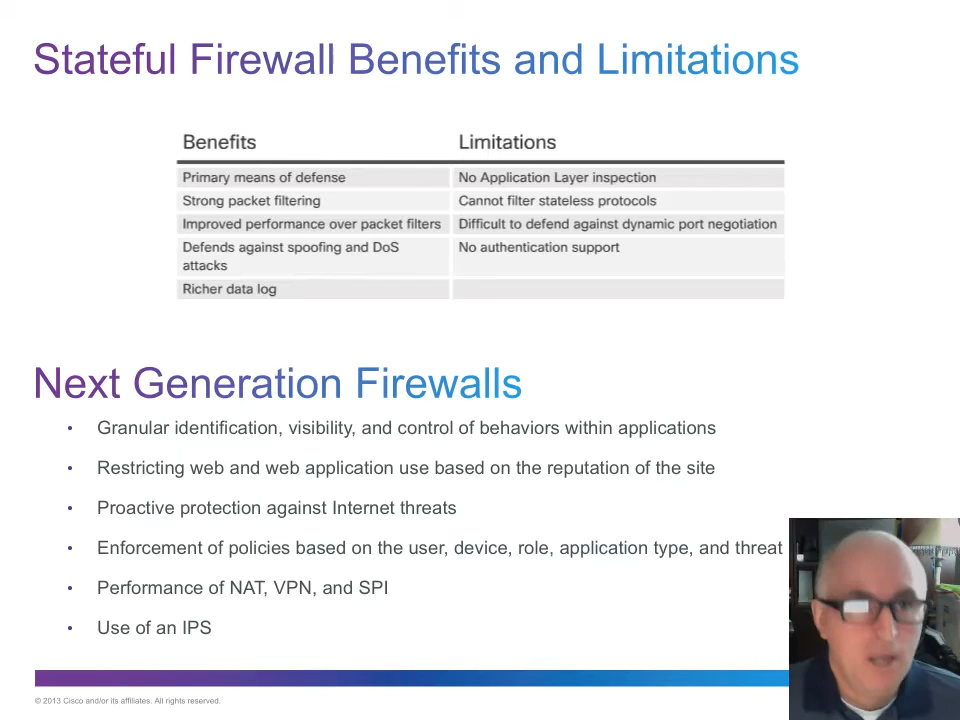 Stateful Firewall Benefits and Limitations
Benefits Limitations
Primary means of defense No Application Layer inspection
Strong packet filtering Cannot filter stateless protocols
Improved performance over packet filters Difficult to defend against dynamic port negotiation
Defends against spoofing and DoS No authentication support
attacks
Richer data log
Next Generation Firewalls
• Granular identification, visibility, and control of behaviors within applications
• Restricting web and web application use based on the reputation of the site
• Proactive protection against Internet threats
• Enforcement of policies based on the user, device, role, application type, and threat
• Performance of NAT, VPN, and SPI
• Use of an IPS
© 2013 Cisco and/or its affiliates. All rights reserved.